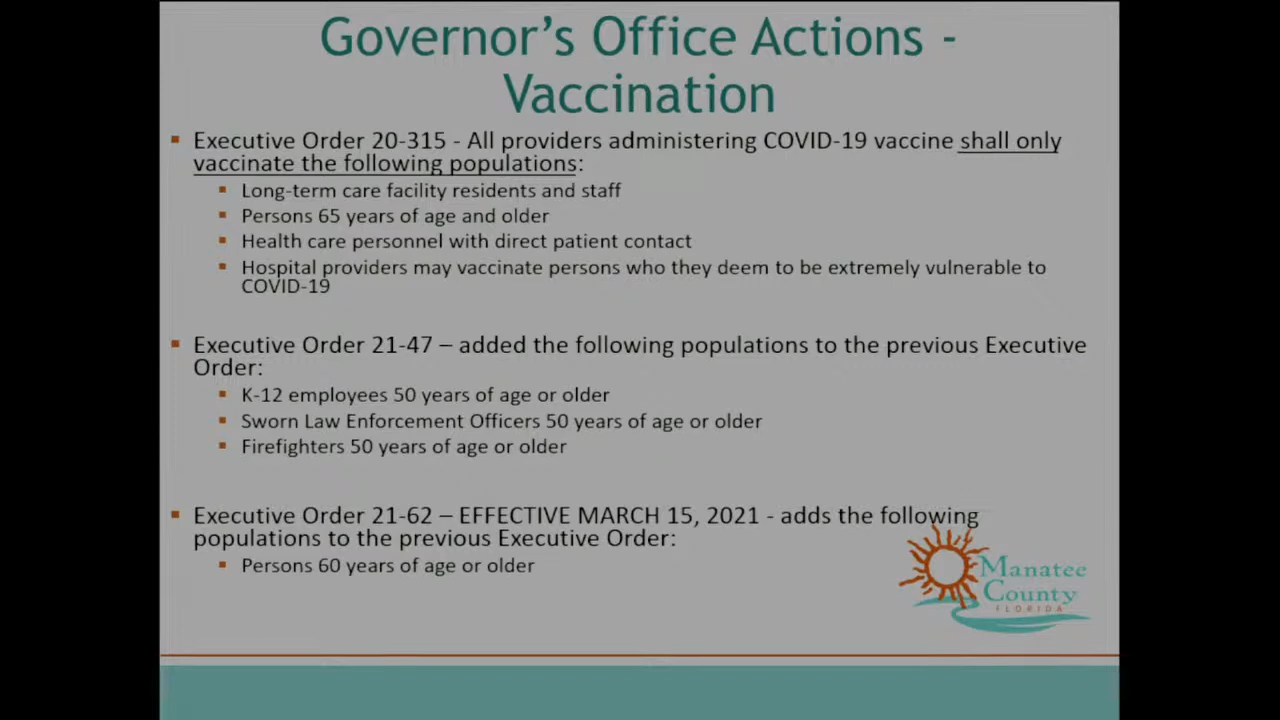 Governor's Office Actions -
Vaccination
▪ Executive Order 20-315 - All providers administering COVID-19 vaccine shall only
vaccinate the following populations:
▪ Long-term care facility residents and staff
▪ Persons 65 years of age and older
▪ Health care personnel with direct patient contact
▪ Hospital providers may vaccinate persons who they deem to be extremely vulnerable to
COVID-19
▪ Executive Order 21-47 – added the following populations to the previous Executive
Order:
▪ K-12 employees 50 years of age or older
▪ Sworn Law Enforcement Officers 50 years of age or older
▪ Firefighters 50 years of age or older
▪ Executive Order 21-62 – EFFECTIVE MARCH 15, 2021 - adds the following
populations to the previous Executive Order:
▪ Persons 60 years of age or older
Manatee
County
FLORIDA